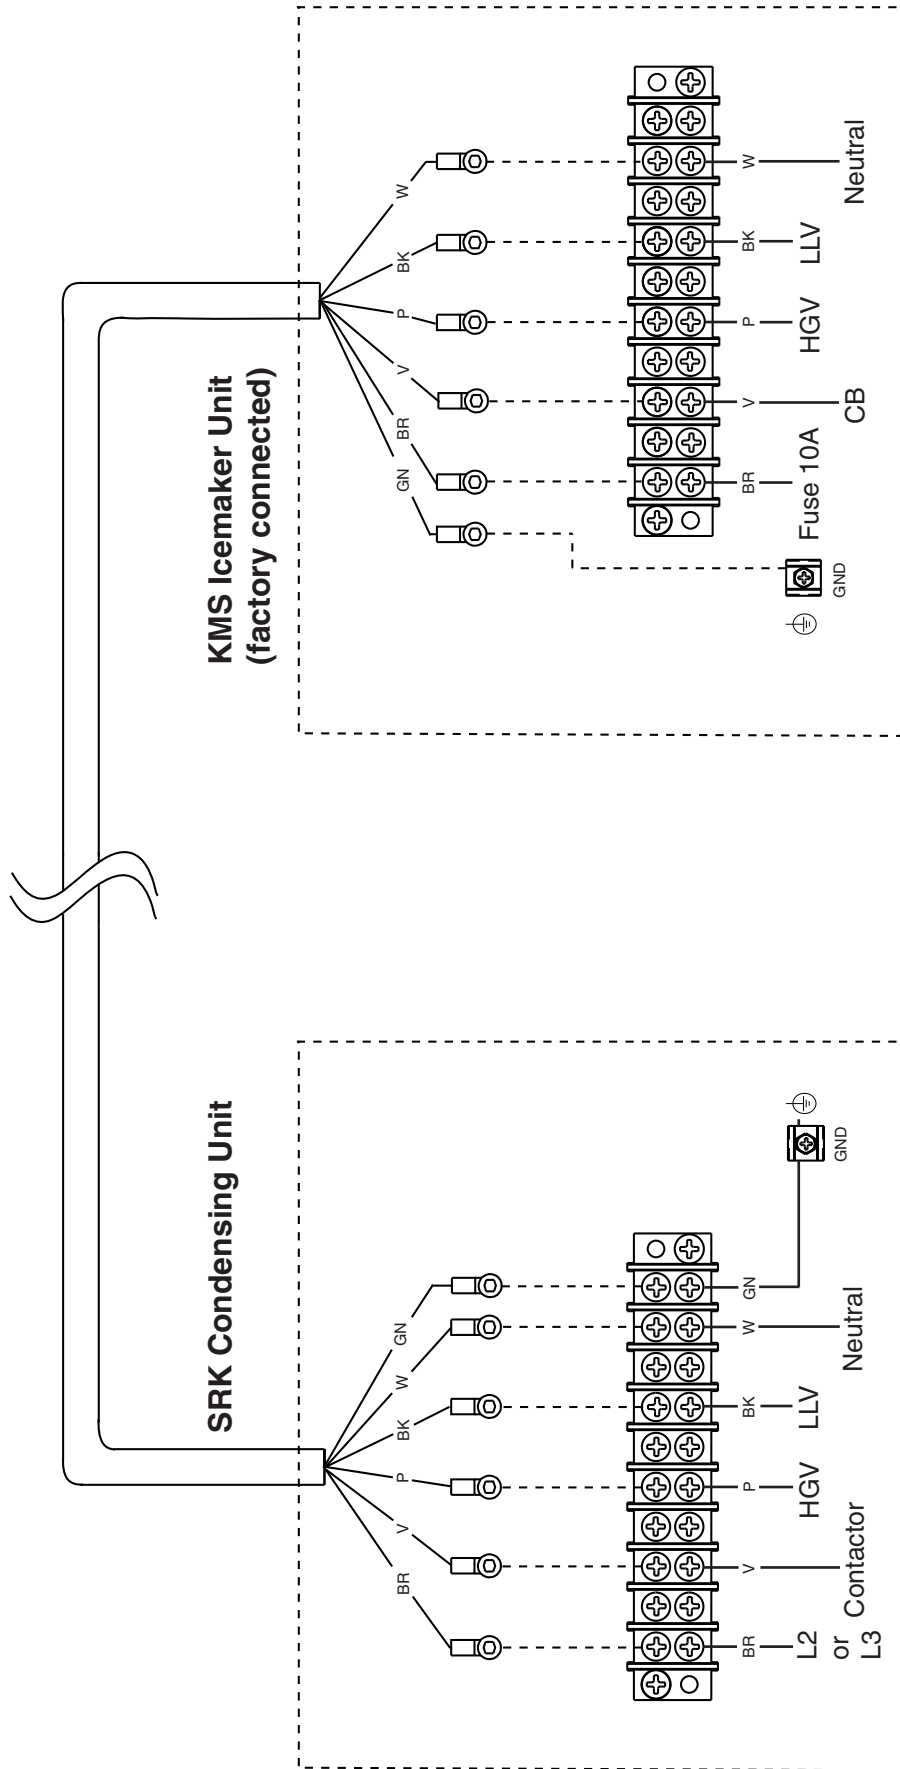 SRK Condensing Unit
BR
V
P
BK
W
GN
BR
V
P
BK
W
GN
L2
or
L3
Contactor
HGV
LLV
Neutral
GND
KMS Icemaker Unit
(factory connected)
GN
BR
V
P
BK
W
BR
V
P
BK
W
GND
Fuse 10A
CB
HGV
LLV
Neutral